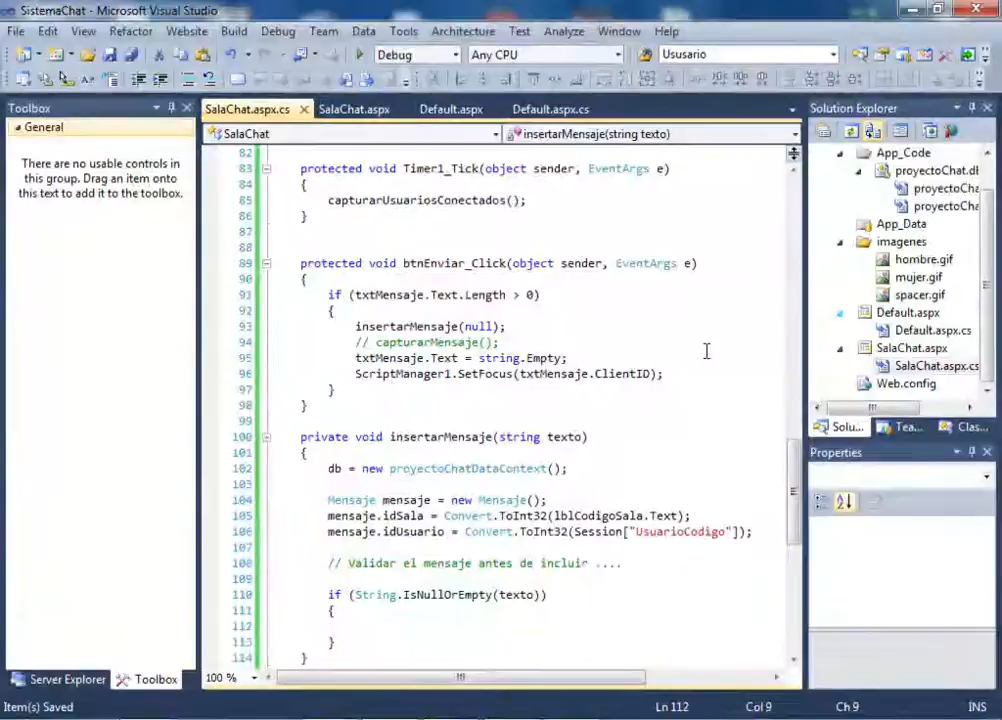 SistemaChat - Microsoft Visual Studio
File Edit View Refactor Website Build Debug Team Data Tools Architecture Test Analyze Window Help
Debug Any CPU Ususario
Toolbox
General
There are no usable controls in
this group. Drag an item onto
this text to add it to the toolbox.
Server Explorer Toolbox
SalaChat.aspx.cs SalaChat.aspx Default.aspx Default.aspx.cs
SalaChat insertarMensaje(string texto)
82
83 protected void Timer1_Tick(object sender, EventArgs e)
84 {
85 capturarUsuariosConectados();
86 }
87
88
89 protected void btnEnviar_Click(object sender, EventArgs e)
90 {
91 if (txtMensaje.Text.Length > 0)
92 {
93 insertarMensaje(null);
94 // capturarMensaje();
95 txtMensaje.Text = string.Empty;
96 ScriptManager1.SetFocus(txtMensaje.ClientID);
97 }
98 }
99
100 private void insertarMensaje(string texto)
101 {
102 db = new proyectoChatDataContext();
103
104 Mensaje mensaje = new Mensaje();
105 mensaje.idSala = Convert.ToInt32(lblCodigoSala.Text);
106 mensaje.idUsuario = Convert.ToInt32(Session["UsuarioCodigo"]);
107
108 // Validar el mensaje antes de incluir ....
109
110 if (String.IsNullOrEmpty(texto))
111 {
112
113 }
114 }
100 %
Solution Explorer
App_Code
proyectoChat.db
proyectoCha
proyectoCha
App_Data
imagenes
hombre.gif
mujer.gif
spacer.gif
Default.aspx
Default.aspx.cs
SalaChat.aspx
SalaChat.aspx.cs
Web.config
Solu... Tea... Clas...
Properties
Item(s) Saved Ln 112 Col 9 Ch 9 INS